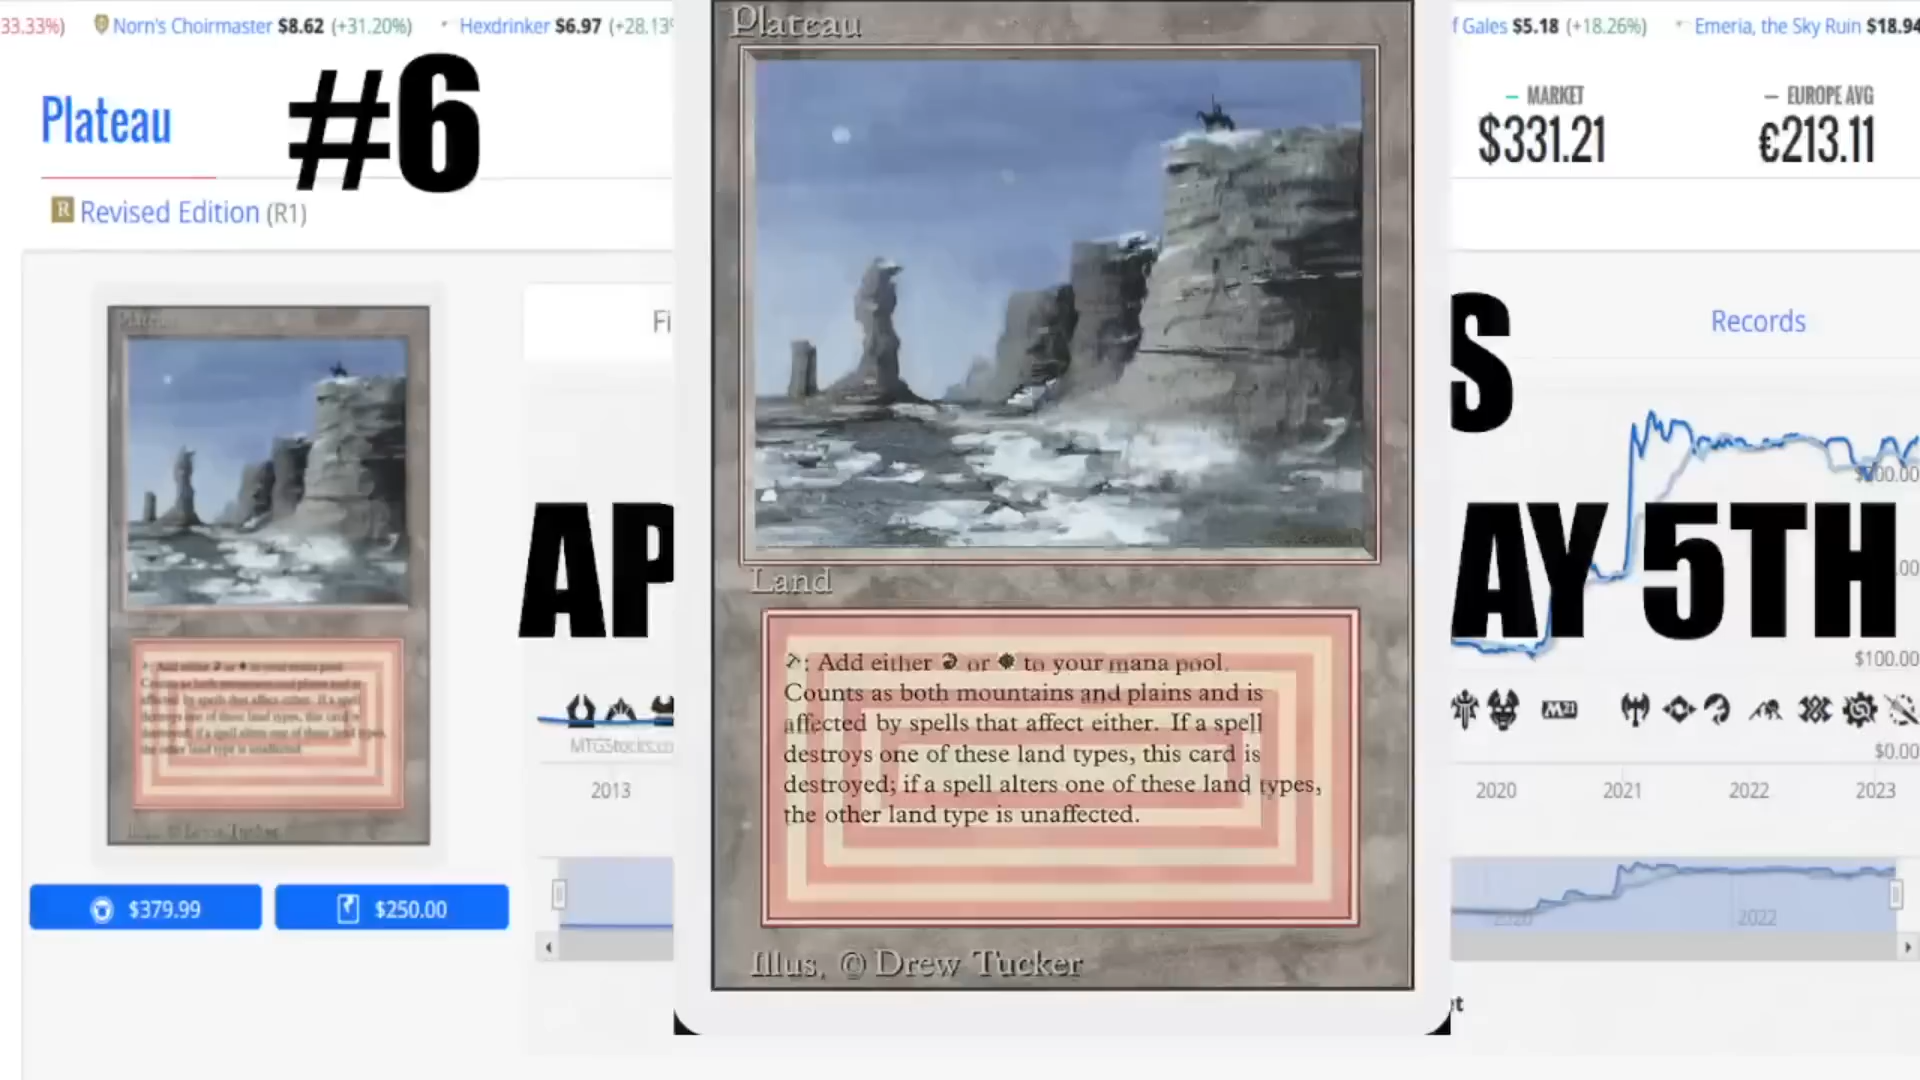 33.33%) Norn's Choirmaster $8.62 (+31.20%) Hexdrinker $6.97 (+28.13
f Gales $5.18 (+18.26%) Emeria, the Sky Ruin $18.94
Plateau #6
Revised Edition (R1)
MARKET
$331.21
EUROPE AVG
€213.11
Plateau
Land
: Add either or to your mana pool.
Counts as both mountains and plains and is
affected by spells that affect either. If a spell
destroys one of these land types, this card is
destroyed; if a spell alters one of these land types,
the other land type is unaffected.
Illus. © Drew Tucker
Fi
S
Records
AP
AY 5TH
$100.00
$0.00
M21
MTGStocks.co
2013
2020 2021 2022 2023
2020 2022
$379.99 $250.00